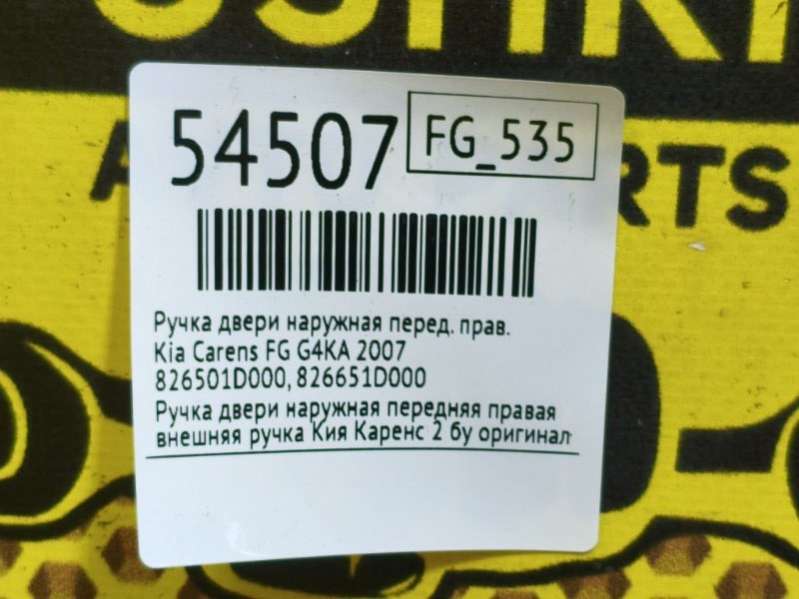 54507
FG_535
RTS
Ручка двери наружная перед. прав.
Kia Carens FG G4KA 2007
826501D000, 826651D000
Ручка двери наружная передняя правая
внешняя ручка Кия Каренс 2 бу оригинал